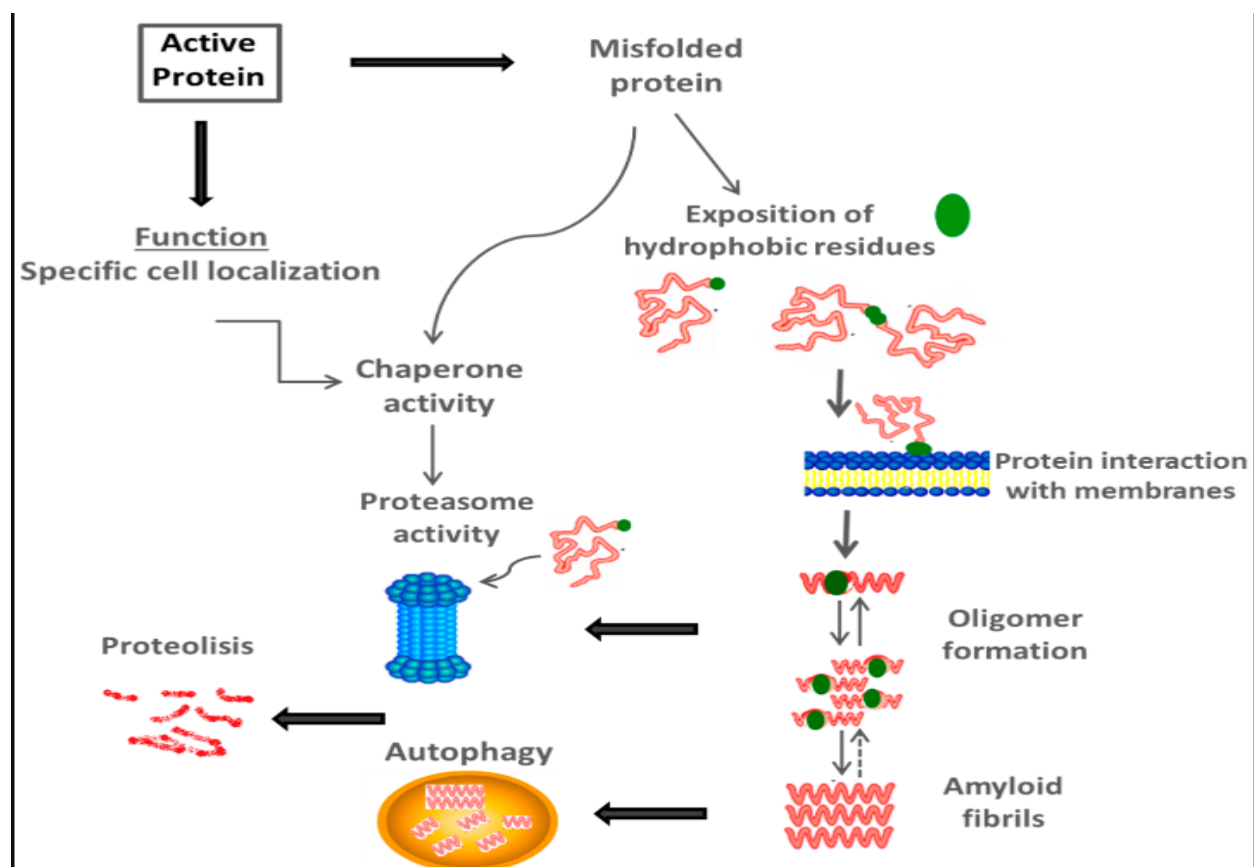 Active
Protein
Misfolded
protein
Function
Specific cell localization
Exposition of
hydrophobic residues
Chaperone
activity
Protein interaction
with membranes
Proteasome
activity
Oligomer
formation
Proteolisis
Autophagy
Amyloid
fibrils